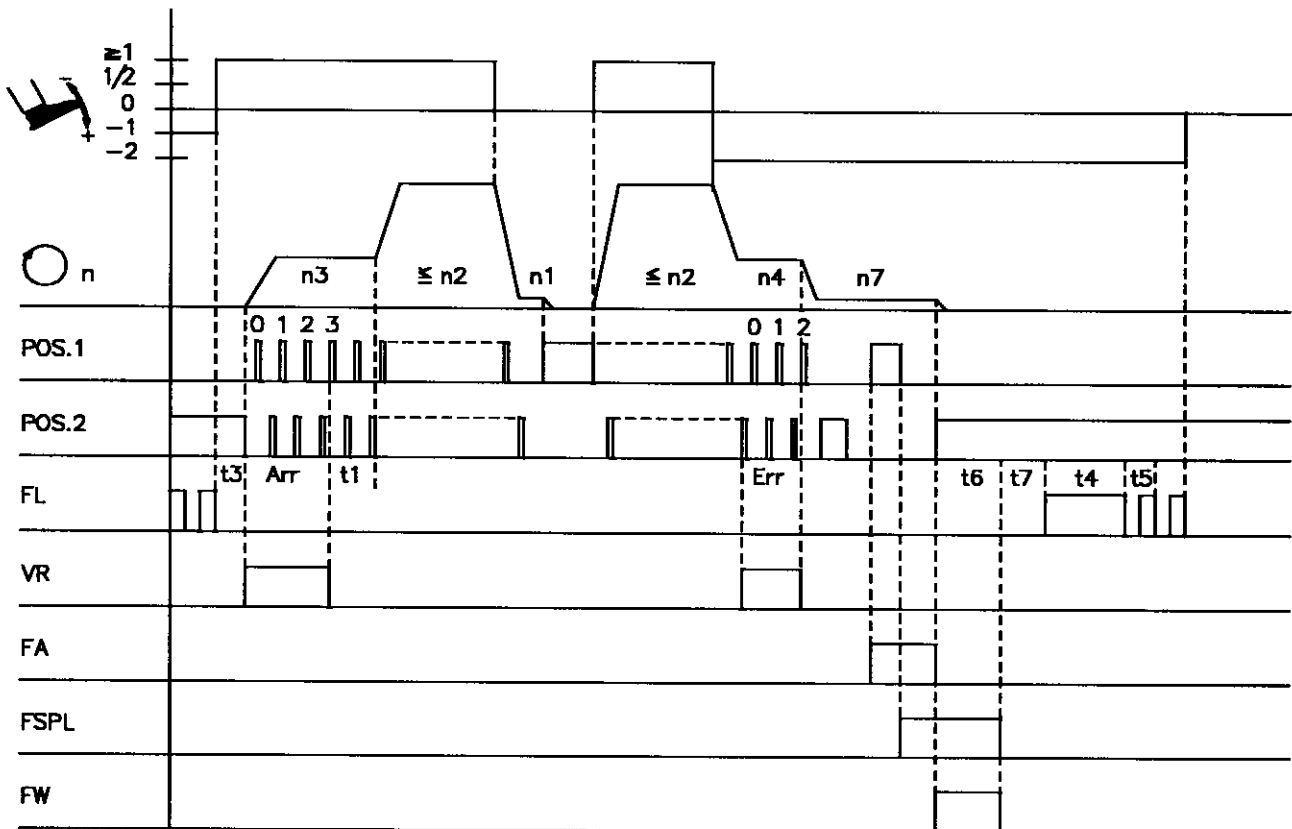 ≥1
1/2
0
-1
-2
−
+
n
n3
≦ n2
n1
≦ n2
n4
n7
0 1 2 3
0 1 2
POS.1
POS.2
t3
Arr
t1
Err
t6
t7
t4
t5
FL
VR
FA
FSPL
FW